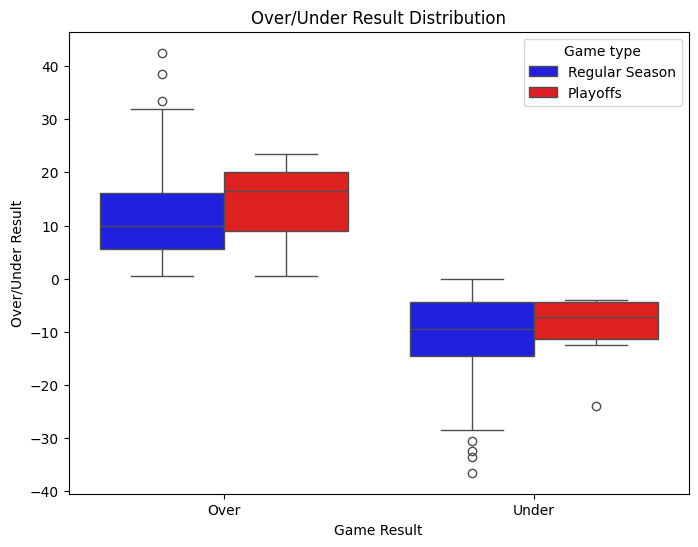 Over/Under Result Distribution
Game type
Regular Season
Playoffs
Over/Under Result
40
30
20
10
0
−10
−20
−30
−40
Over
Under
Game Result